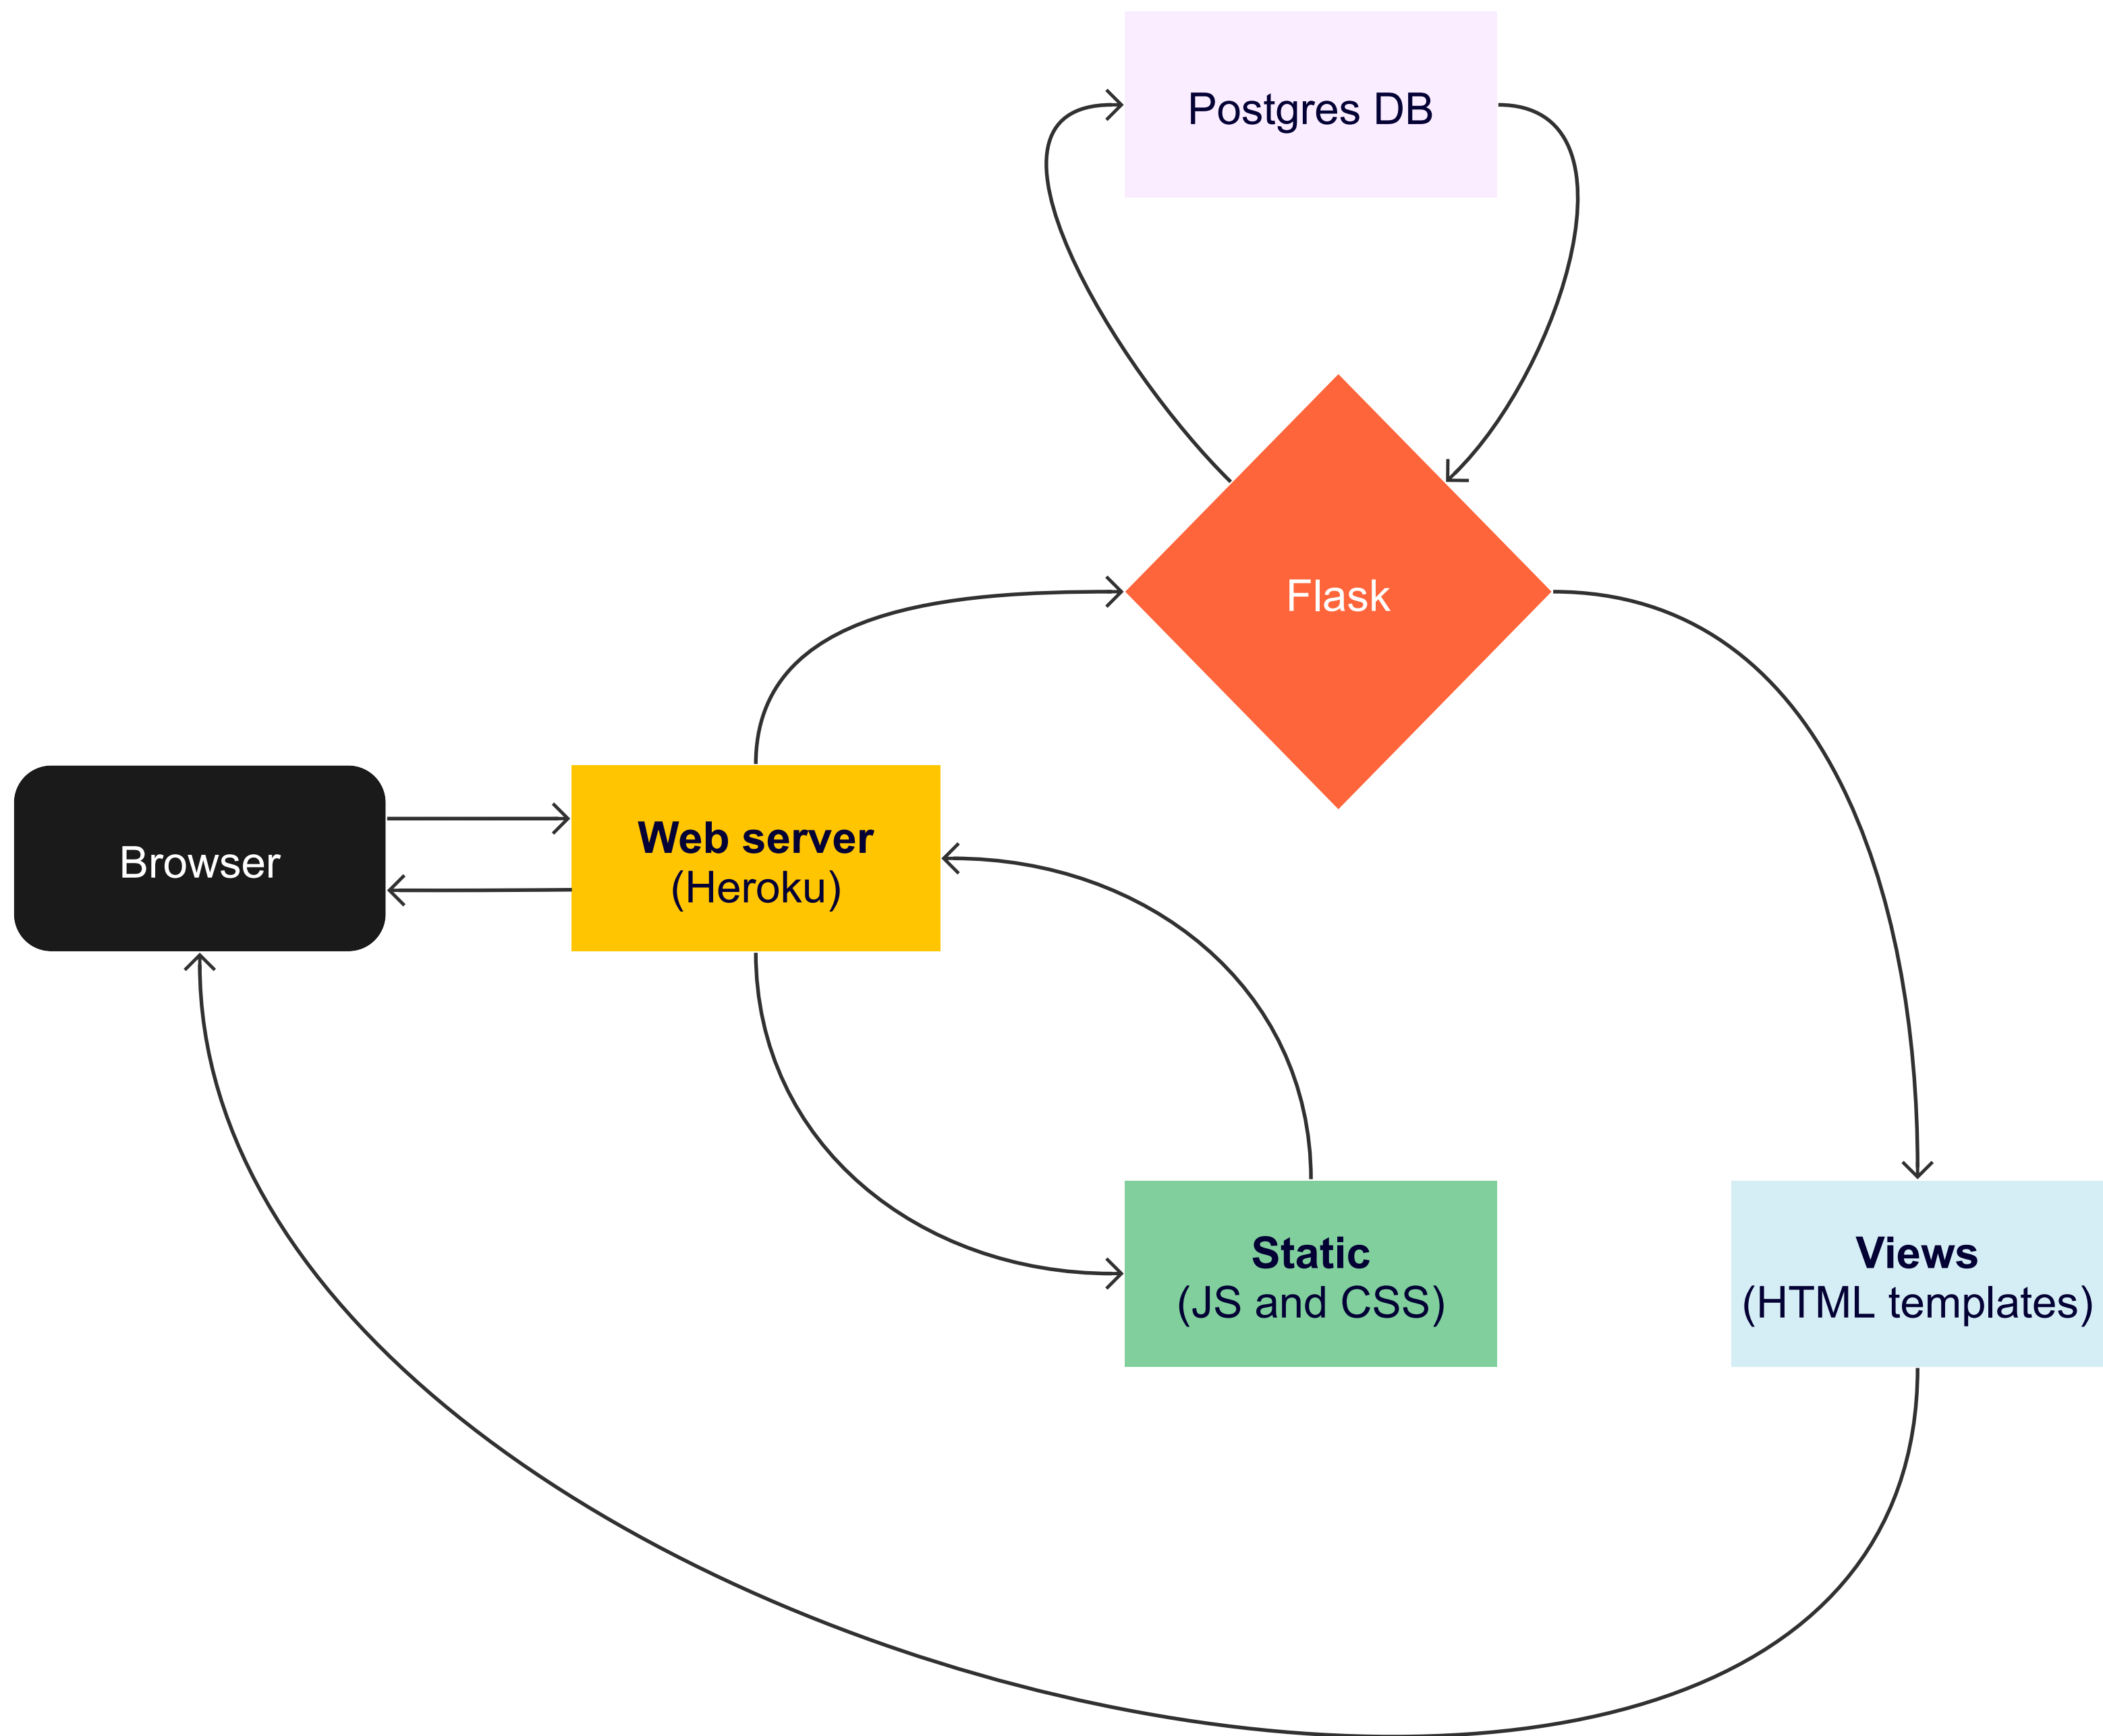 Postgres DB
Flask
Browser
Web server
(Heroku)
Static
(JS and CSS)
Views
(HTML templates)